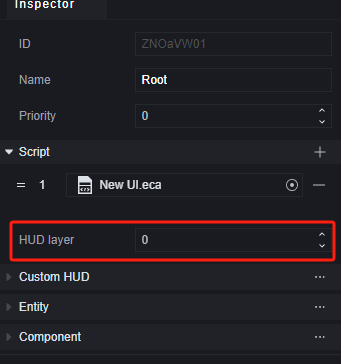 Inspector
ID ZNOaVW01
Name Root
Priority 0
Script
1 New UI.eca
HUD layer 0
Custom HUD
Entity
Component